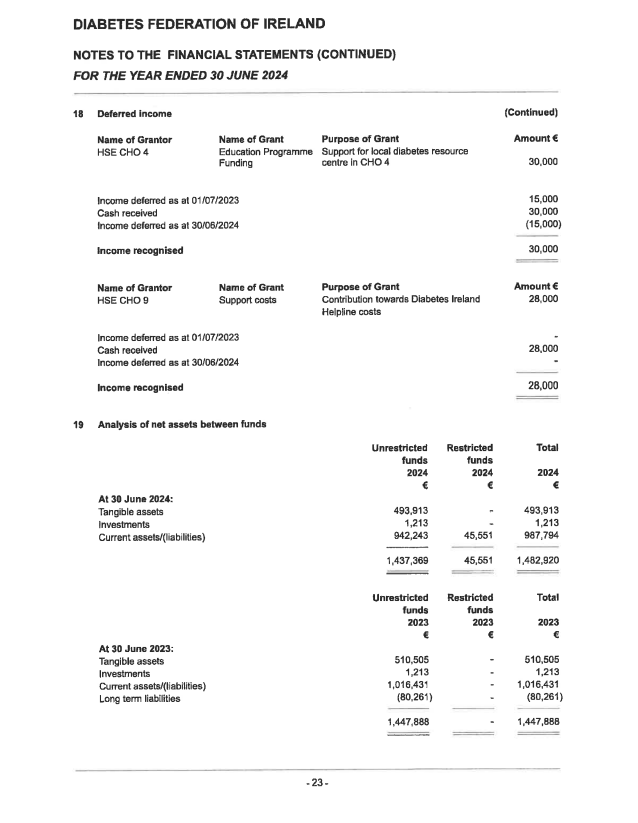 DIABETES FEDERATION OF IRELAND
NOTES TO THE FINANCIAL STATEMENTS (CONTINUED)
FOR THE YEAR ENDED 30 JUNE 2024
18 Deferred income (Continued)
Name of Grantor Name of Grant Purpose of Grant Amount €
HSE CHO 4 Education Programme Support for local diabetes resource
Funding centre in CHO 4 30,000
Income deferred as at 01/07/2023 15,000
Cash received 30,000
Income deferred as at 30/06/2024 (15,000)
Income recognised 30,000
Name of Grantor Name of Grant Purpose of Grant Amount €
HSE CHO 9 Support costs Contribution towards Diabetes Ireland 28,000
Helpline costs
Income deferred as at 01/07/2023 -
Cash received 28,000
Income deferred as at 30/06/2024 -
Income recognised 28,000
19 Analysis of net assets between funds
Unrestricted Restricted Total
funds funds
2024 2024 2024
€ € €
At 30 June 2024:
Tangible assets 493,913 - 493,913
Investments 1,213 - 1,213
Current assets/(liabilities) 942,243 45,551 987,794
1,437,369 45,551 1,482,920
Unrestricted Restricted Total
funds funds
2023 2023 2023
€ € €
At 30 June 2023:
Tangible assets 510,505 - 510,505
Investments 1,213 - 1,213
Current assets/(liabilities) 1,016,431 - 1,016,431
Long term liabilities (80,261) - (80,261)
1,447,888 - 1,447,888
- 23 -